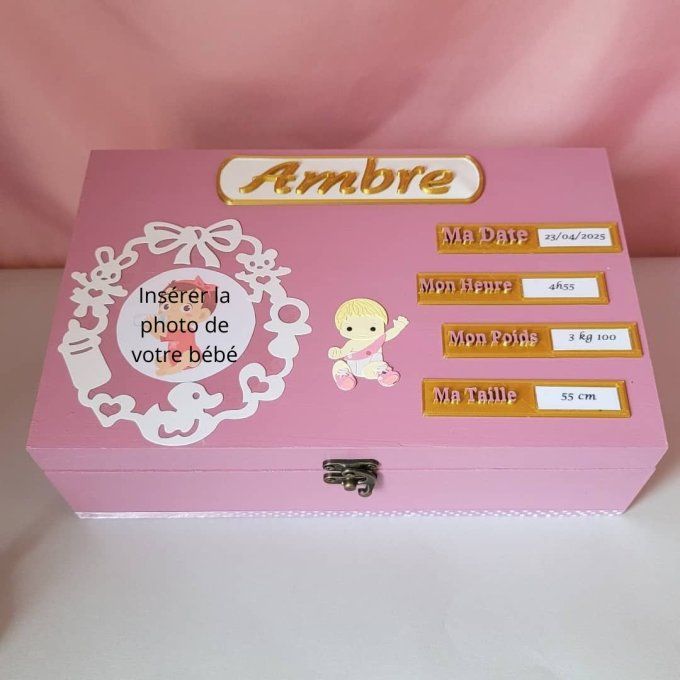 Ambre
Insérer la
photo de
votre bébé
Ma Date 23/04/2025
Mon Heure 4h55
Mon Poids 3 kg 100
Ma Taille 55 cm